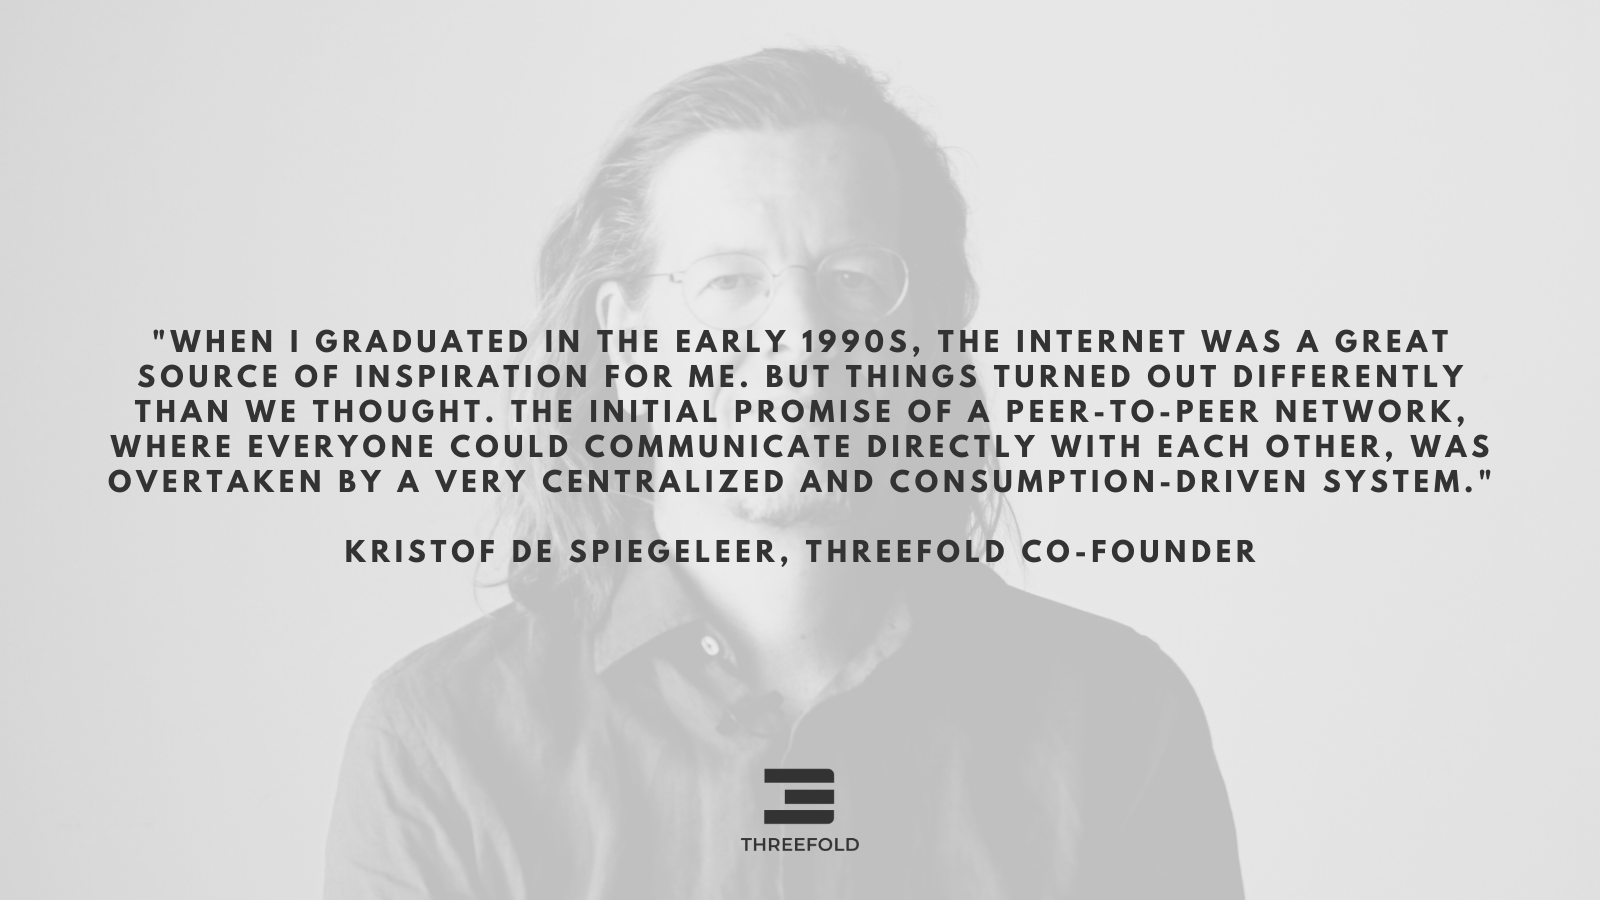 "WHEN I GRADUATED IN THE EARLY 1990S, THE INTERNET WAS A GREAT
SOURCE OF INSPIRATION FOR ME. BUT THINGS TURNED OUT DIFFERENTLY
THAN WE THOUGHT. THE INITIAL PROMISE OF A PEER-TO-PEER NETWORK,
WHERE EVERYONE COULD COMMUNICATE DIRECTLY WITH EACH OTHER, WAS
OVERTAKEN BY A VERY CENTRALIZED AND CONSUMPTION-DRIVEN SYSTEM."
KRISTOF DE SPIEGELEER, THREEFOLD CO-FOUNDER
THREEFOLD